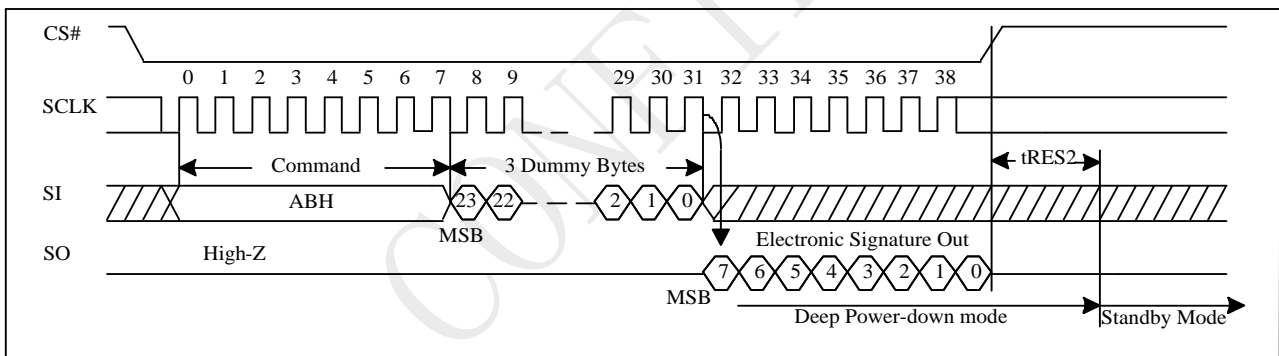 CONFI
CS#
0 1 2 3 4 5 6 7 8 9 29 30 31 32 33 34 35 36 37 38
SCLK
Command 3 Dummy Bytes tRES2
SI ABH 23 22 2 1 0
MSB
SO High-Z Electronic Signature Out
7 6 5 4 3 2 1 0
MSB
Deep Power-down mode Standby Mode